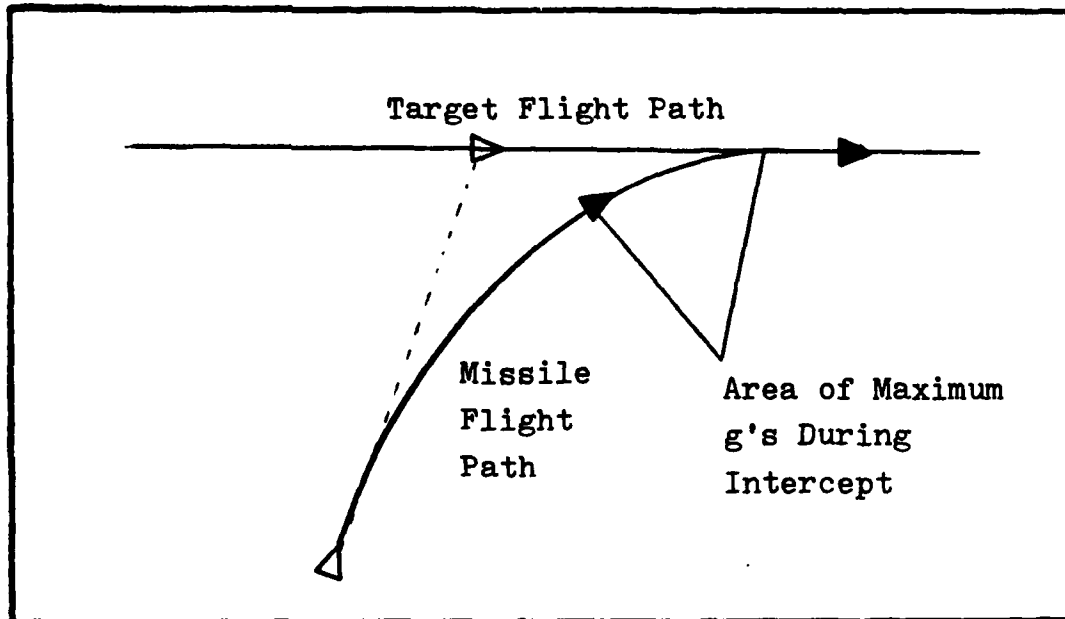 Target Flight Path
Missile
Flight
Path
Area of Maximum
g's During
Intercept